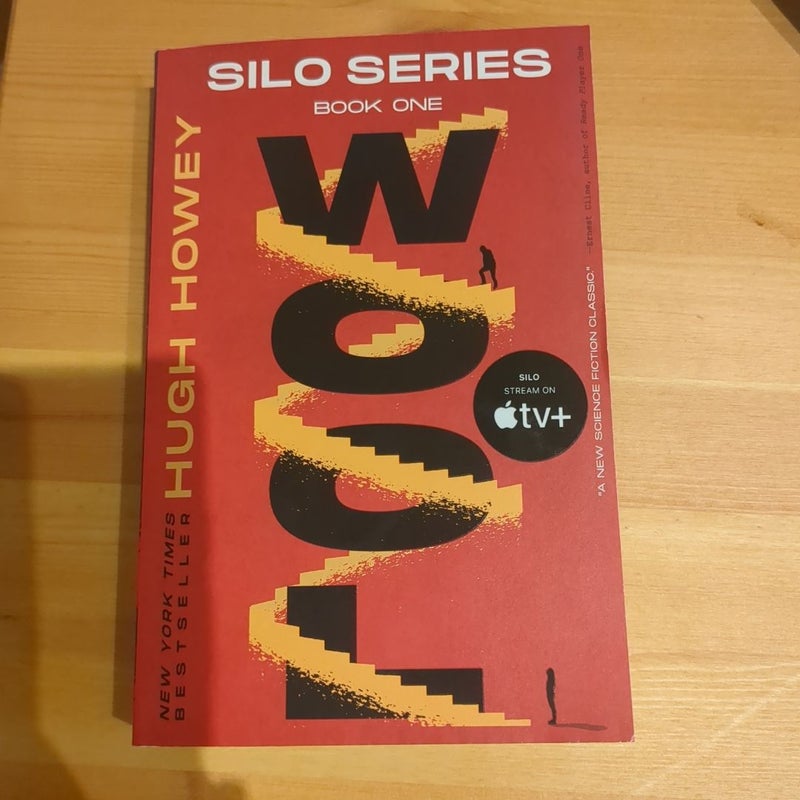 SILO SERIES
BOOK ONE
WOOL
HUGH HOWEY
NEW YORK TIMES
BESTSELLER
SILO
STREAM ON
tv+
"A NEW SCIENCE FICTION CLASSIC." —Ernest Cline, author of Ready Player One